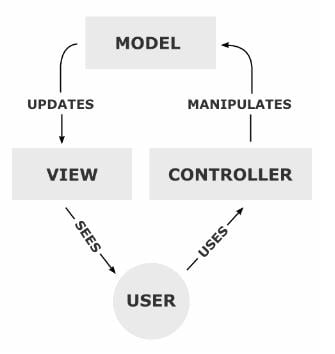 MODEL
UPDATES
MANIPULATES
VIEW
CONTROLLER
SEES
USES
USER